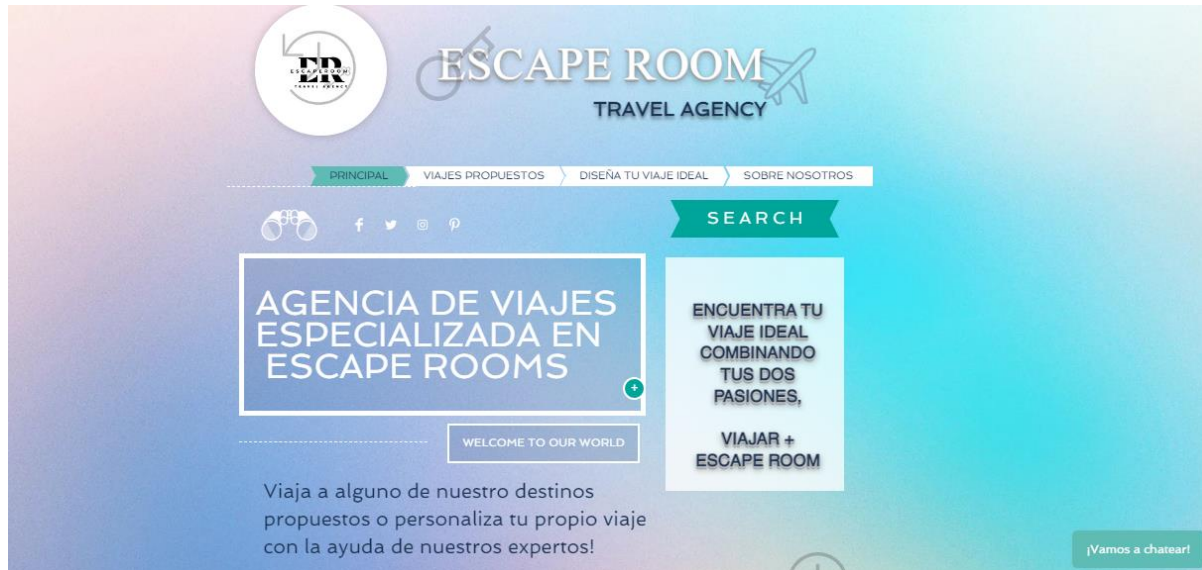 ER
ESCAPEROOM
TRAVEL AGENCY
ESCAPE ROOM
TRAVEL AGENCY
PRINCIPAL
VIAJES PROPUESTOS
DISEÑA TU VIAJE IDEAL
SOBRE NOSOTROS
SEARCH
AGENCIA DE VIAJES
ESPECIALIZADA EN
ESCAPE ROOMS
+
WELCOME TO OUR WORLD
ENCUENTRA TU
VIAJE IDEAL
COMBINANDO
TUS DOS
PASIONES,
VIAJAR +
ESCAPE ROOM
Viaja a alguno de nuestro destinos
propuestos o personaliza tu propio viaje
con la ayuda de nuestros expertos!
¡Vamos a chatear!